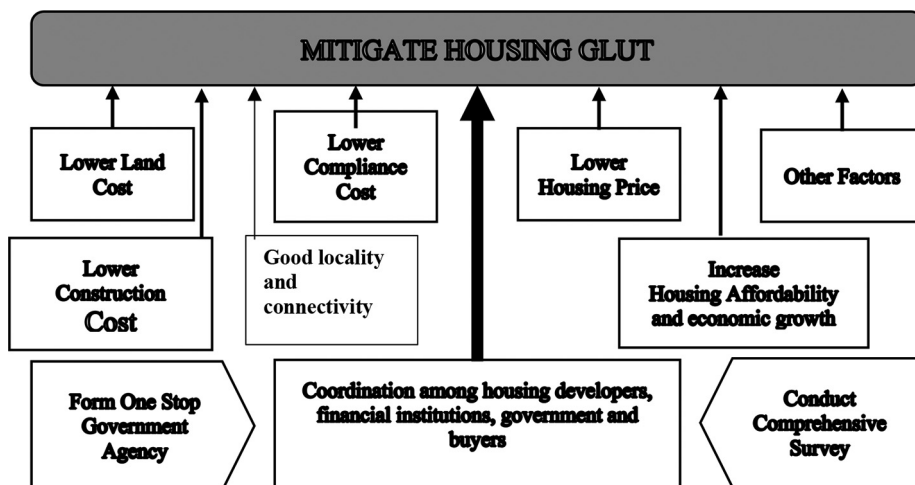 MITIGATE HOUSING GLUT
Lower Land
Cost
Lower
Compliance
Cost
Lower
Housing Price
Other Factors
Lower
Construction
Cost
Good locality
and
connectivity
Increase
Housing Affordability
and economic growth
Form One Stop
Government
Agency
Coordination among housing developers,
financial institutions, government and
buyers
Conduct
Comprehensive
Survey